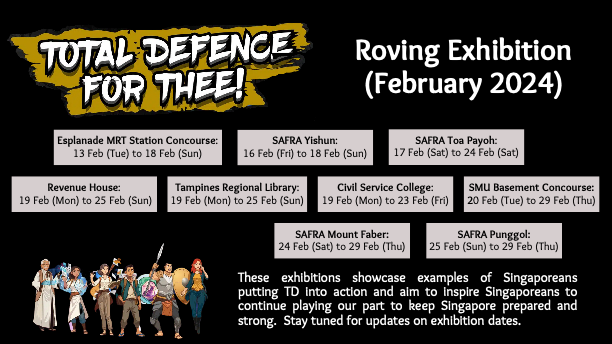 TOTAL DEFENCE
FOR THEE!
Roving Exhibition
(February 2024)
Esplanade MRT Station Concourse:
13 Feb (Tue) to 18 Feb (Sun)
SAFRA Yishun:
16 Feb (Fri) to 18 Feb (Sun)
SAFRA Toa Payoh:
17 Feb (Sat) to 24 Feb (Sat)
Revenue House:
19 Feb (Mon) to 25 Feb (Sun)
Tampines Regional Library:
19 Feb (Mon) to 25 Feb (Sun)
Civil Service College:
19 Feb (Mon) to 23 Feb (Fri)
SMU Basement Concourse:
20 Feb (Tue) to 29 Feb (Thu)
SAFRA Mount Faber:
24 Feb (Sat) to 29 Feb (Thu)
SAFRA Punggol:
25 Feb (Sun) to 29 Feb (Thu)
These exhibitions showcase examples of Singaporeans
putting TD into action and aim to inspire Singaporeans to
continue playing our part to keep Singapore prepared and
strong. Stay tuned for updates on exhibition dates.